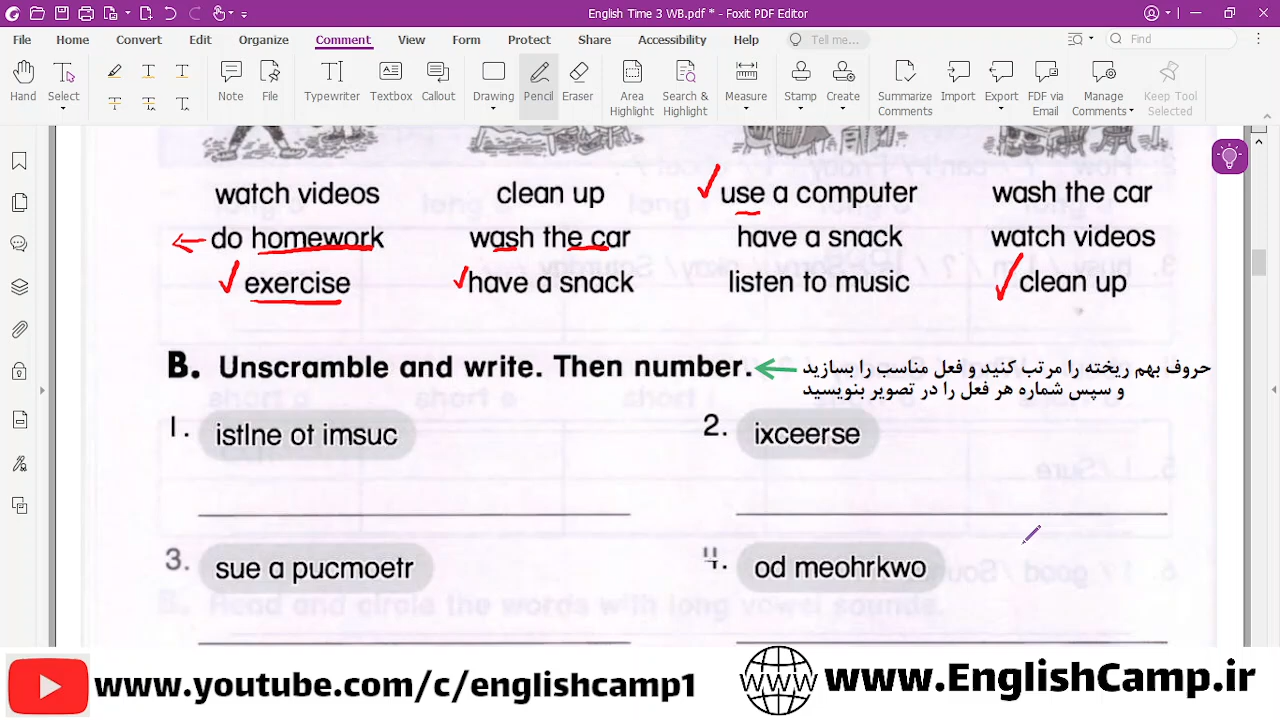 English Time 3 WB.pdf * - Foxit PDF Editor
File Home Convert Edit Organize Comment View Form Protect Share Accessibility Help Tell me... Find
Hand Select Note File Typewriter Textbox Callout Drawing Pencil Eraser Area Highlight Search & Highlight Measure Stamp Create Summarize Comments Import Export FDF via Email Manage Comments Keep Tool Selected
watch videos clean up use a computer wash the car
do homework wash the car have a snack watch videos
exercise have a snack listen to music clean up
B. Unscramble and write. Then number.
حروف بهم ریخته را مرتب کنید و فعل مناسب را بسازید
و سپس شماره هر فعل را در تصویر بنویسید
1. istlne ot imsuc 2. ixceerse
3. sue a pucmoetr 4. od meohrkwo
www.youtube.com/c/englishcamp1 www.EnglishCamp.ir
WWW